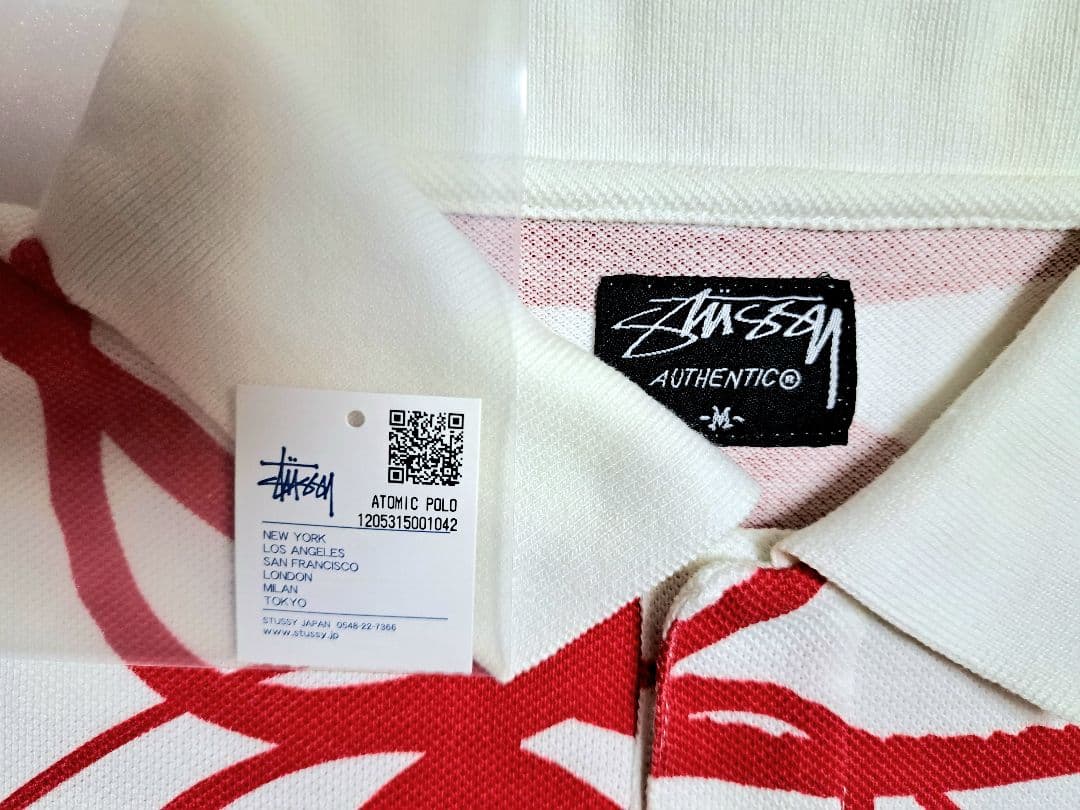 Stüssy
AUTHENTIC®
-M-
Stüssy
ATOMIC POLO
1205315001042
NEW YORK
LOS ANGELES
SAN FRANCISCO
LONDON
MILAN
TOKYO
STUSSY JAPAN 0548-22-7366
www.stussy.jp